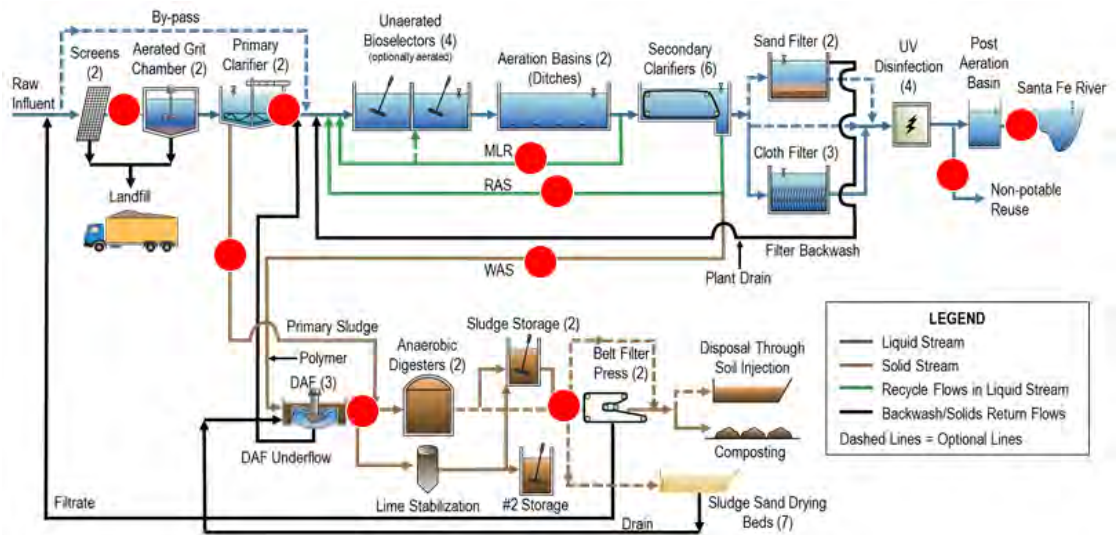 By-pass
Screens
(2)
Aerated Grit
Chamber (2)
Primary
Clarifier (2)
Unaerated
Bioselectors (4)
(optionally aerated)
Aeration Basins (2)
(Ditches)
Secondary
Clarifiers (6)
Sand Filter (2)
UV
Disinfection
(4)
Post
Aeration
Basin
Santa Fe River
Raw
Influent
MLR
RAS
Cloth Filter (3)
Landfill
Non-potable
Reuse
WAS
Filter Backwash
Plant Drain
Primary Sludge
Polymer
DAF (3)
Anaerobic
Digesters (2)
Sludge Storage (2)
Belt Filter
Press (2)
Disposal Through
Soil Injection
Composting
DAF Underflow
Lime Stabilization
#2 Storage
Sludge Sand Drying
Beds (7)
Filtrate
Drain
LEGEND
Liquid Stream
Solid Stream
Recycle Flows in Liquid Stream
Backwash/Solids Return Flows
Dashed Lines = Optional Lines